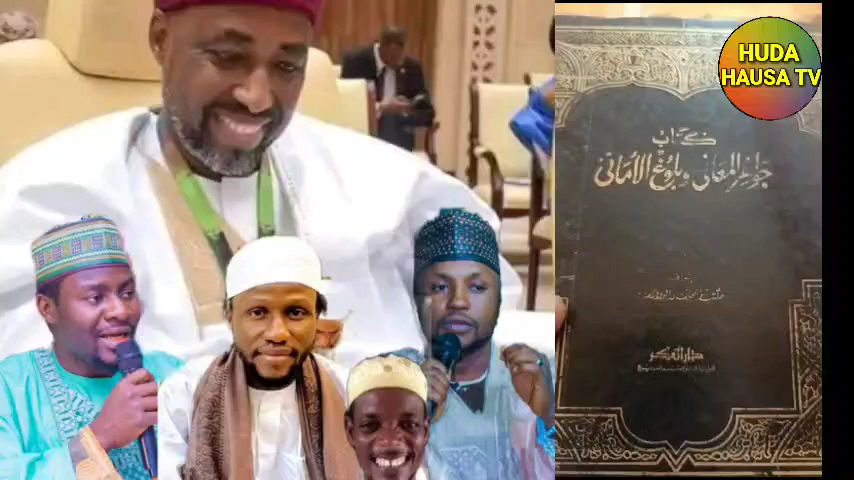 HUDA
HAUSA TV
كتاب
جواهر المعاني وبلوغ الأماني
دار الفكر